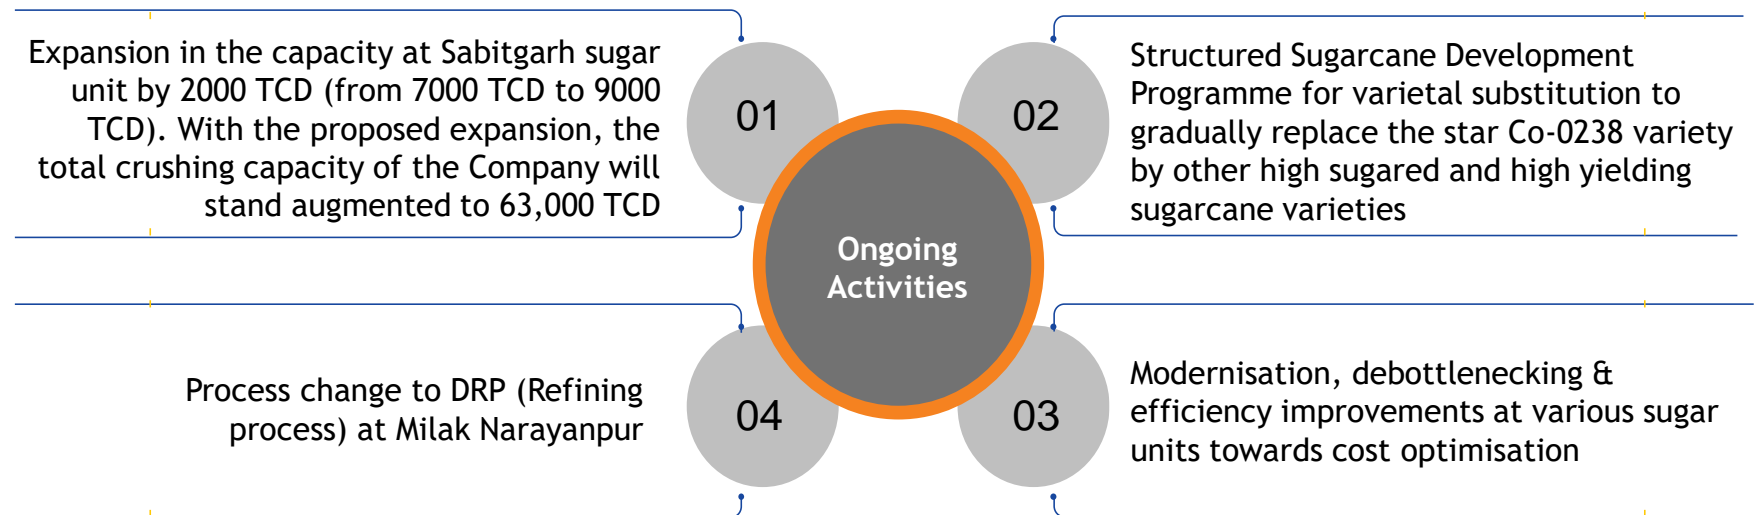 Expansion in the capacity at Sabitgarh sugar
unit by 2000 TCD (from 7000 TCD to 9000
TCD). With the proposed expansion, the
total crushing capacity of the Company will
stand augmented to 63,000 TCD
01
02
Structured Sugarcane Development
Programme for varietal substitution to
gradually replace the star Co-0238 variety
by other high sugared and high yielding
sugarcane varieties
Ongoing
Activities
Process change to DRP (Refining
process) at Milak Narayanpur
04
03
Modernisation, debottlenecking &
efficiency improvements at various sugar
units towards cost optimisation